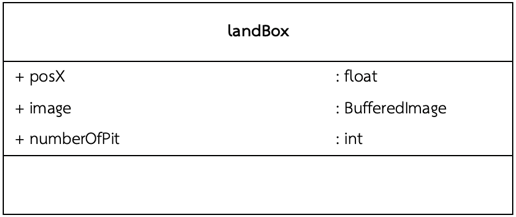 landBox
+ posX : float
+ image : BufferedImage
+ numberOfPit : int